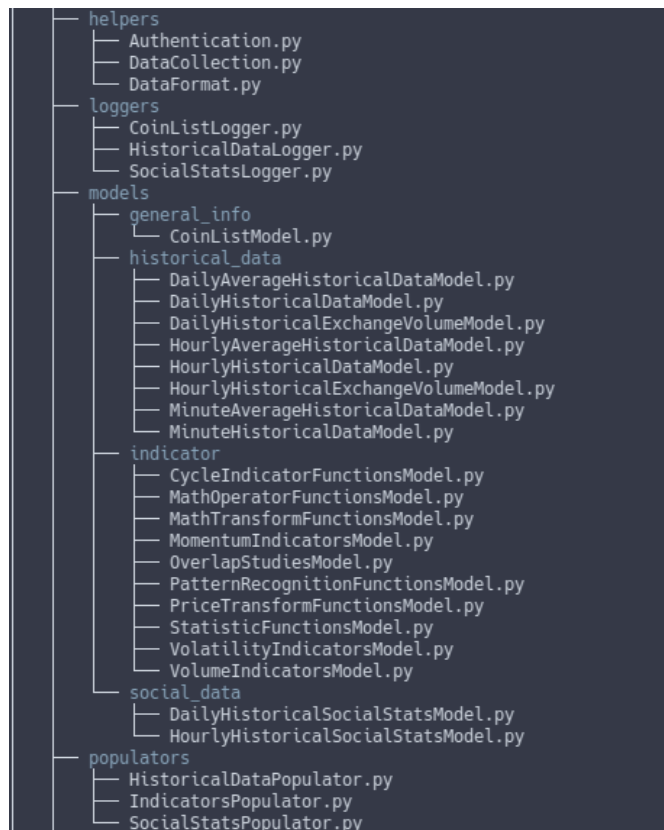 helpers
Authentication.py
DataCollection.py
DataFormat.py
loggers
CoinListLogger.py
HistoricalDataLogger.py
SocialStatsLogger.py
models
general_info
CoinListModel.py
historical_data
DailyAverageHistoricalDataModel.py
DailyHistoricalDataModel.py
DailyHistoricalExchangeVolumeModel.py
HourlyAverageHistoricalDataModel.py
HourlyHistoricalDataModel.py
HourlyHistoricalExchangeVolumeModel.py
MinuteAverageHistoricalDataModel.py
MinuteHistoricalDataModel.py
indicator
CycleIndicatorFunctionsModel.py
MathOperatorFunctionsModel.py
MathTransformFunctionsModel.py
MomentumIndicatorsModel.py
OverlapStudiesModel.py
PatternRecognitionFunctionsModel.py
PriceTransformFunctionsModel.py
StatisticFunctionsModel.py
VolatilityIndicatorsModel.py
VolumeIndicatorsModel.py
social_data
DailyHistoricalSocialStatsModel.py
HourlyHistoricalSocialStatsModel.py
populators
HistoricalDataPopulator.py
IndicatorsPopulator.py
SocialStatsPopulator.py